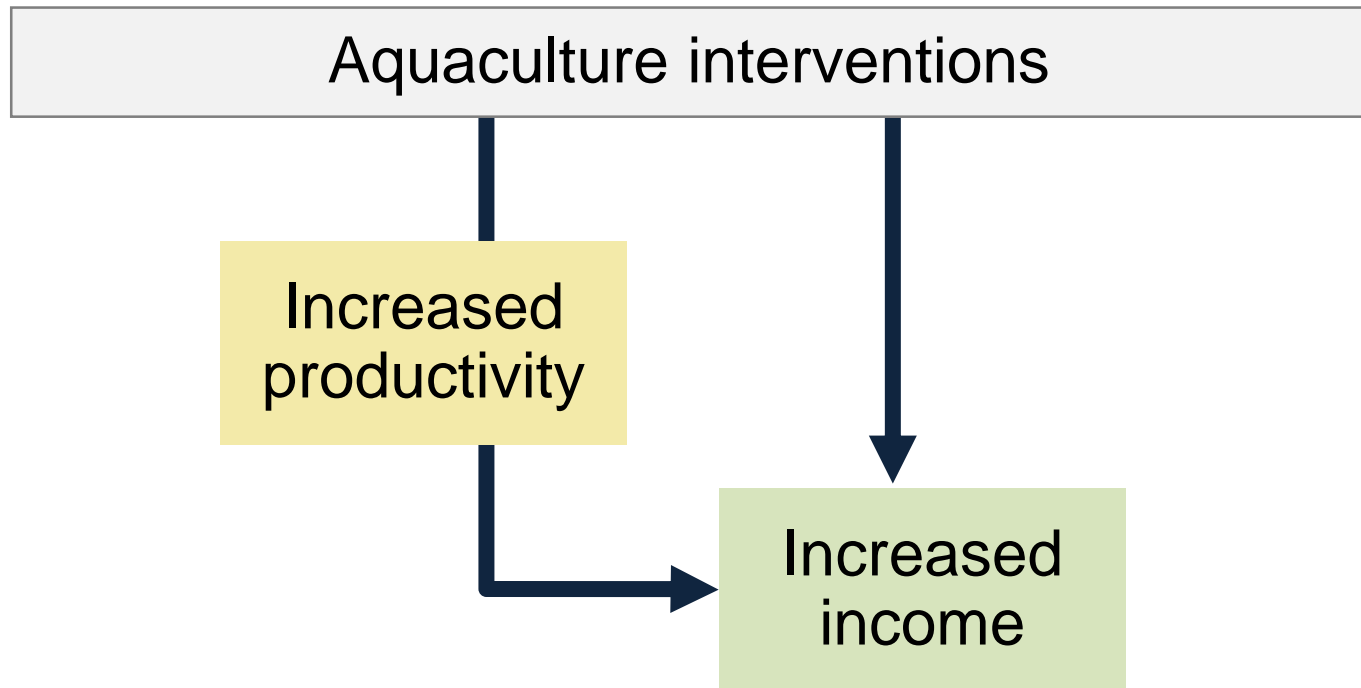 Aquaculture interventions
Increased
productivity
Increased
income